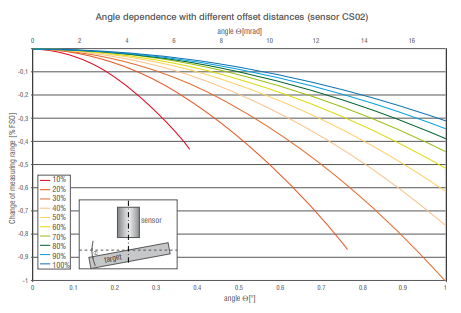 Angle dependence with different offset distances (sensor CS02)
angle Θ[mrad]
0 2 4 6 8 10 12 14 16
Change of measuring range [% FSO]
0
-0,1
-0,2
-0,3
-0,4
-0,5
-0,6
-0,7
-0,8
-0,9
-1
10%
20%
30%
40%
50%
60%
70%
80%
90%
100%
sensor
target
0 0.1 0.2 0.3 0.4 0.5 0.6 0.7 0.8 0.9 1
angle Θ[°]